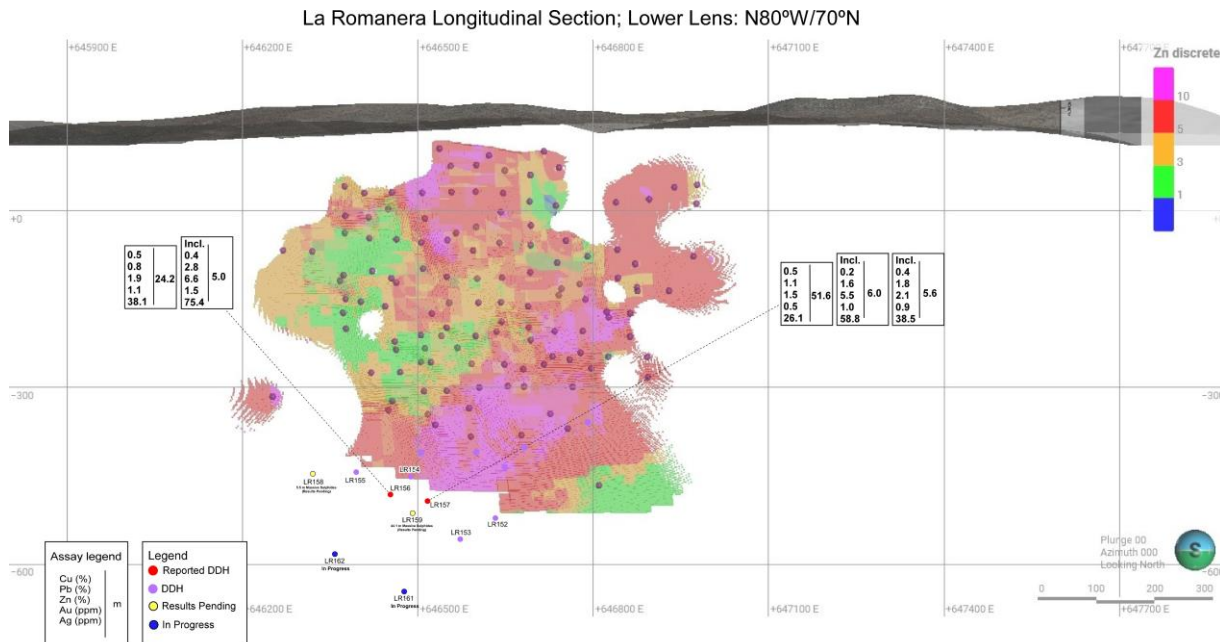 La Romanera Longitudinal Section; Lower Lens: N80ºW/70ºN
+645900 E
+646200 E
+646500 E
+646800 E
+647100 E
+647400 E
+647700 E
Zn discrete
10
5
3
1
+0
Incl.
0.5
0.8
1.9
1.1
38.1
24.2
0.4
2.8
6.6
1.5
75.4
5.0
0.5
1.1
1.5
0.5
26.1
51.6
Incl.
0.2
1.6
5.5
1.0
58.8
6.0
Incl.
0.4
1.8
2.1
0.9
38.5
5.6
−300
−300
LR158
(Results Pending)
LR155
LR154
LR156
LR157
LR159
(Results Pending)
LR153
LR152
LR162
In Progress
LR161
In Progress
Assay legend
Cu (%)
Pb (%)
Zn (%)
Au (ppm)
Ag (ppm)
m
Legend
Reported DDH
DDH
Results Pending
In Progress
−600
Plunge 00
Azimuth 000
Looking North
S
0 100 200 300
+646200 E
+646500 E
+646800 E
+647100 E
+647400 E
+647700 E